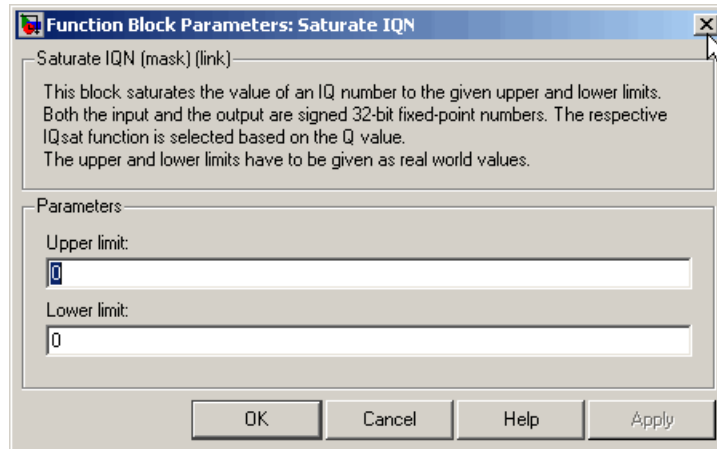 Function Block Parameters: Saturate IQN
Saturate IQN (mask) (link)
This block saturates the value of an IQ number to the given upper and lower limits.
Both the input and the output are signed 32-bit fixed-point numbers. The respective
IQsat function is selected based on the Q value.
The upper and lower limits have to be given as real world values.
Parameters
Upper limit:
0
Lower limit:
0
OK Cancel Help Apply